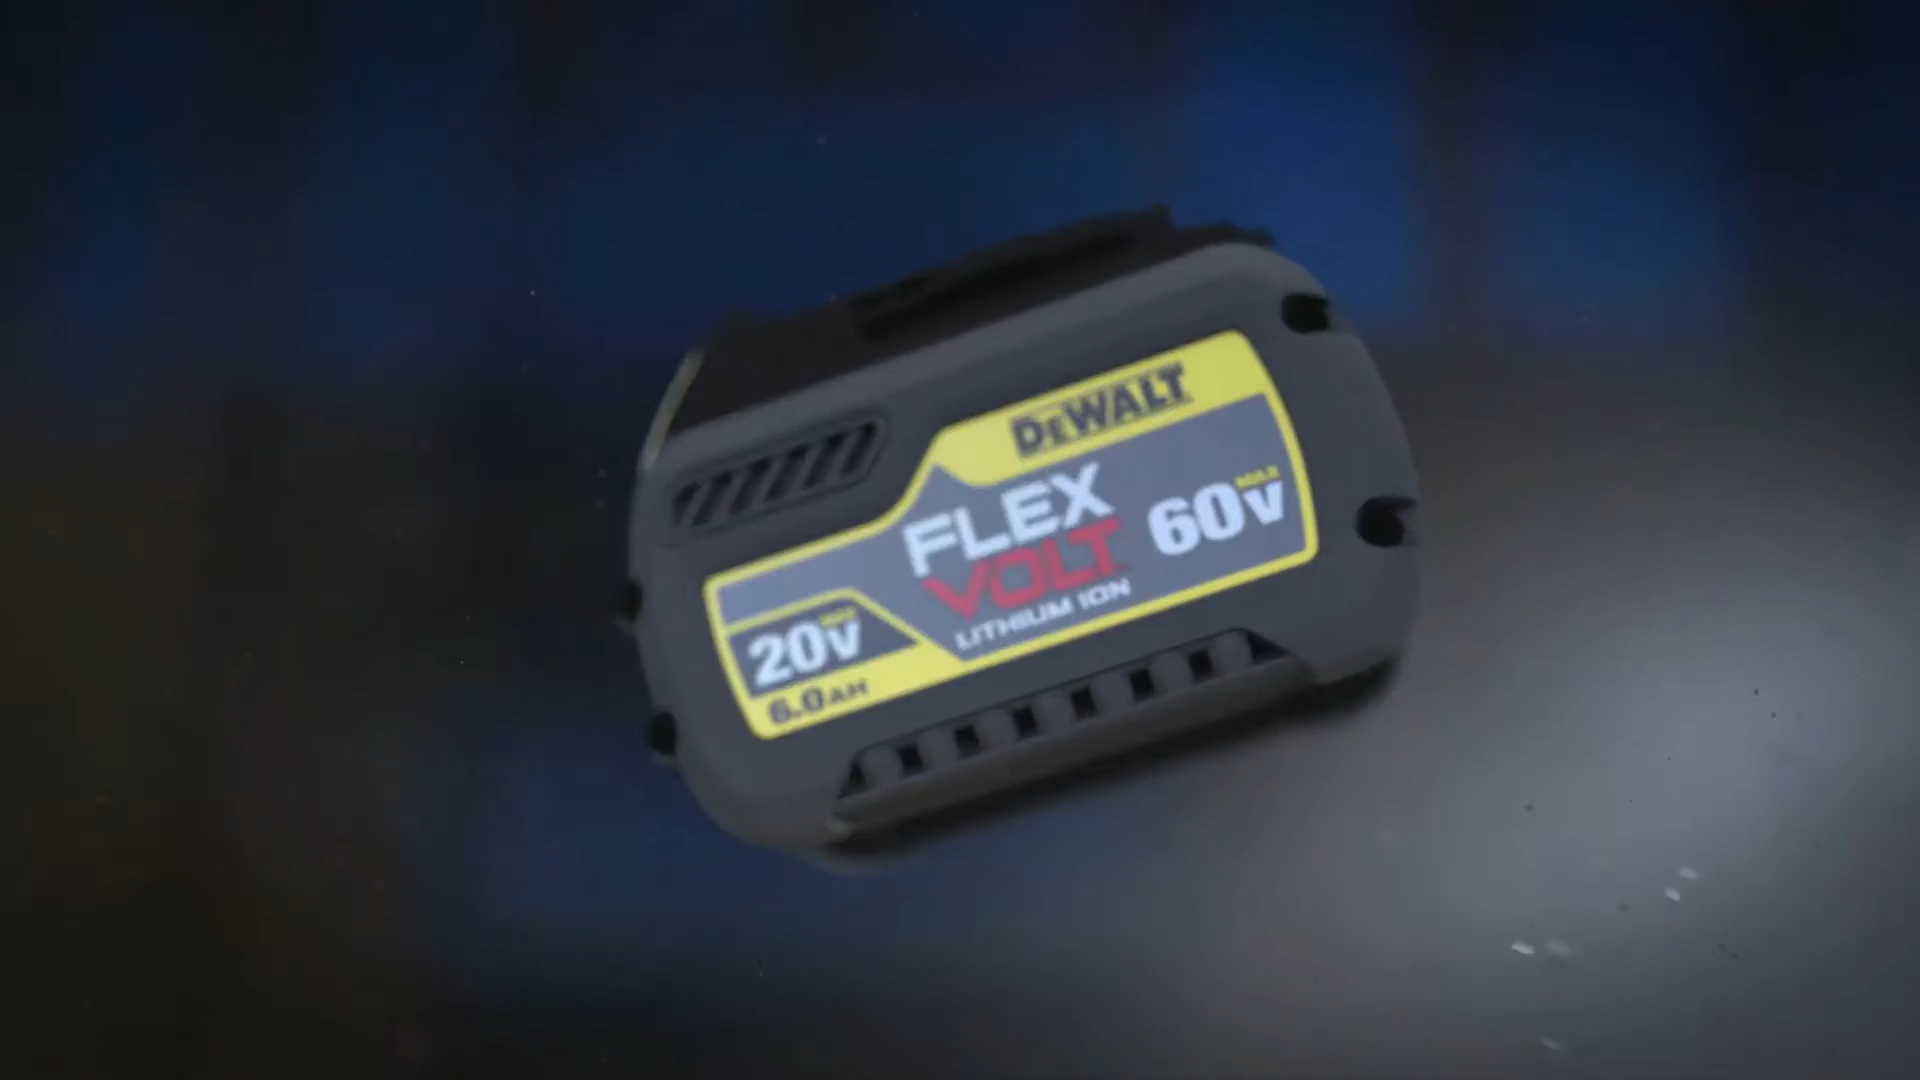 DEWALT
FLEX
VOLT
LITHIUM ION
MAX
60V
MAX
20V
6.0AH